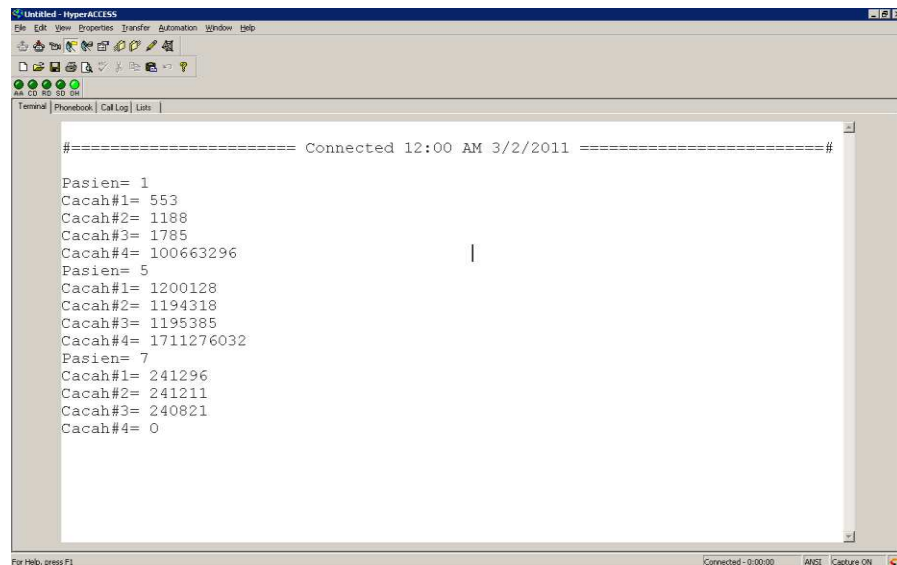 Untitled - HyperACCESS
File Edit View Properties Transfer Automation Window Help
AA CD RD SD OH
Terminal Phonebook Call Log Lists
#======================= Connected 12:00 AM 3/2/2011 =========================#
Pasien= 1
Cacah#1= 553
Cacah#2= 1188
Cacah#3= 1785
Cacah#4= 100663296
Pasien= 5
Cacah#1= 1200128
Cacah#2= 1194318
Cacah#3= 1195385
Cacah#4= 1711276032
Pasien= 7
Cacah#1= 241296
Cacah#2= 241211
Cacah#3= 240821
Cacah#4= 0
For Help, press F1 Connected - 0:00:00 ANSI Capture ON